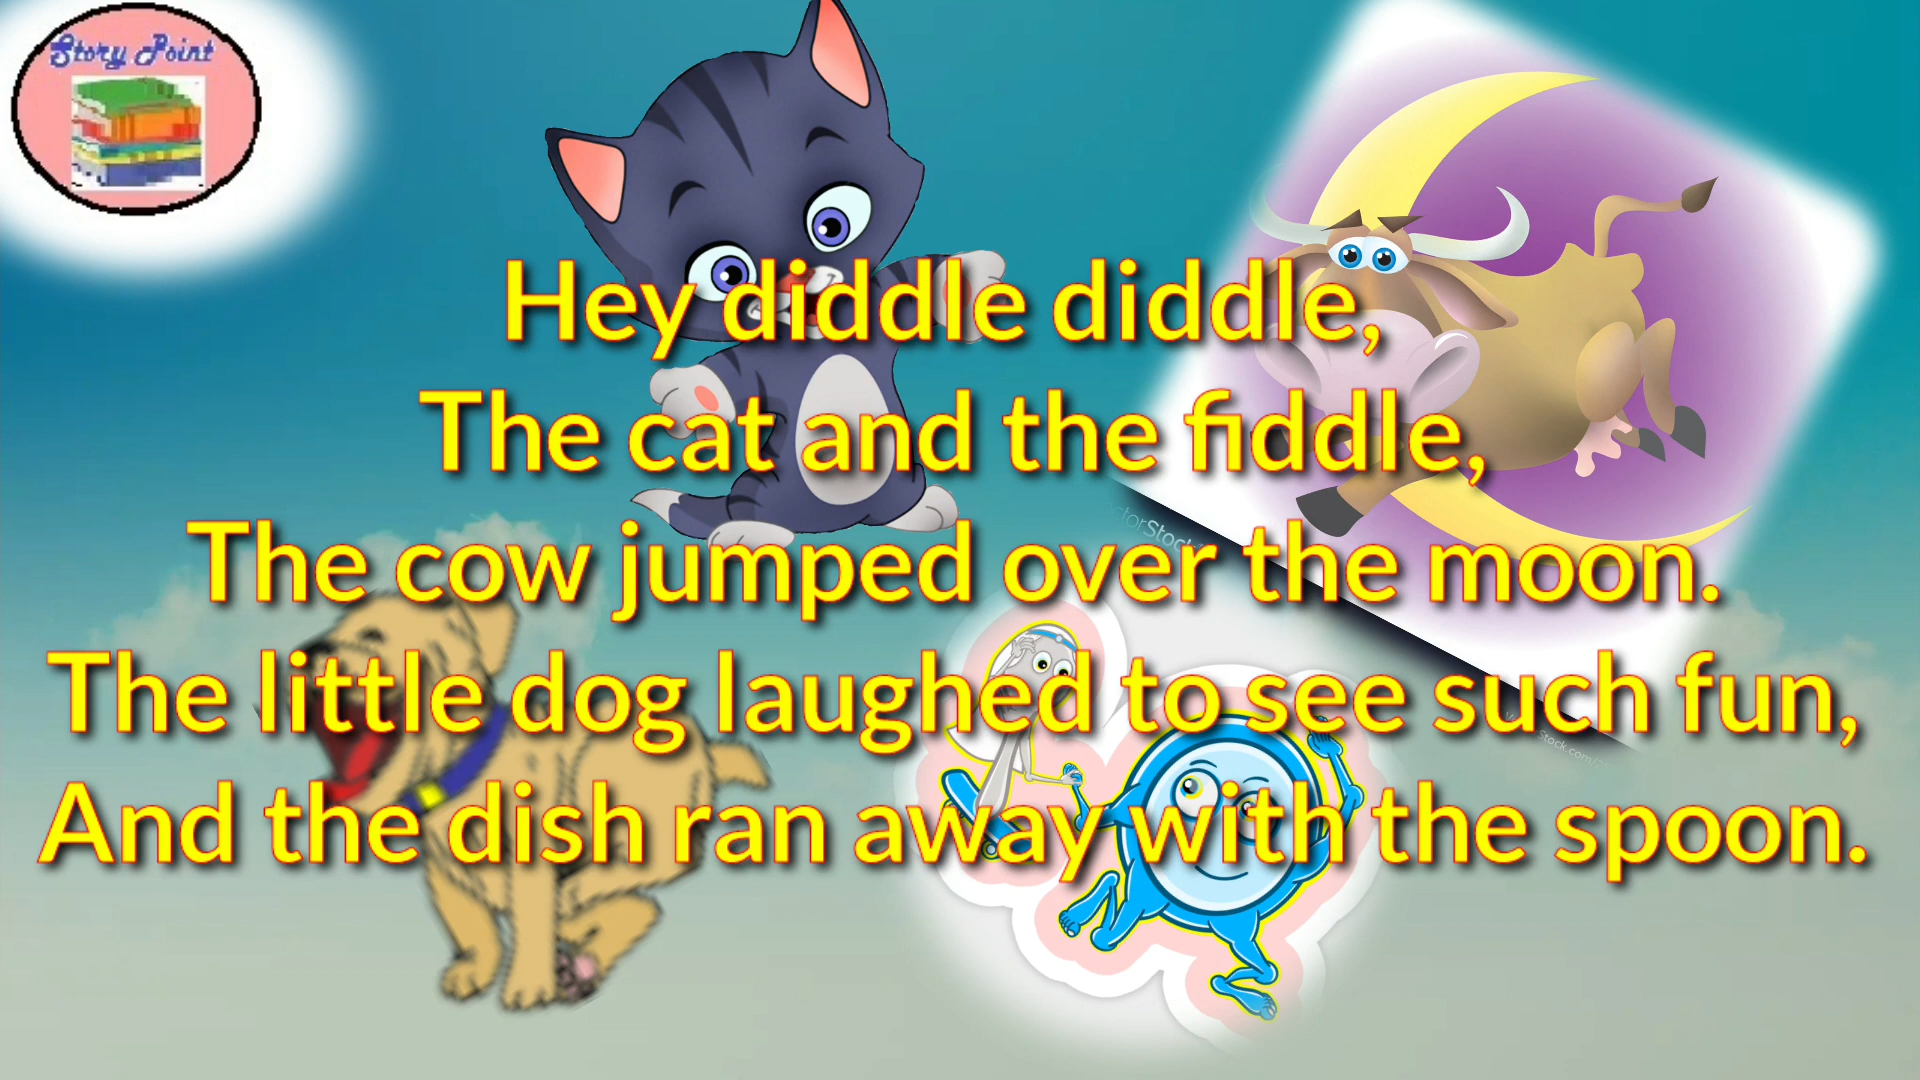 Story Point
Hey diddle diddle,
The cat and the fiddle,
The cow jumped over the moon.
The little dog laughed to see such fun,
And the dish ran away with the spoon.